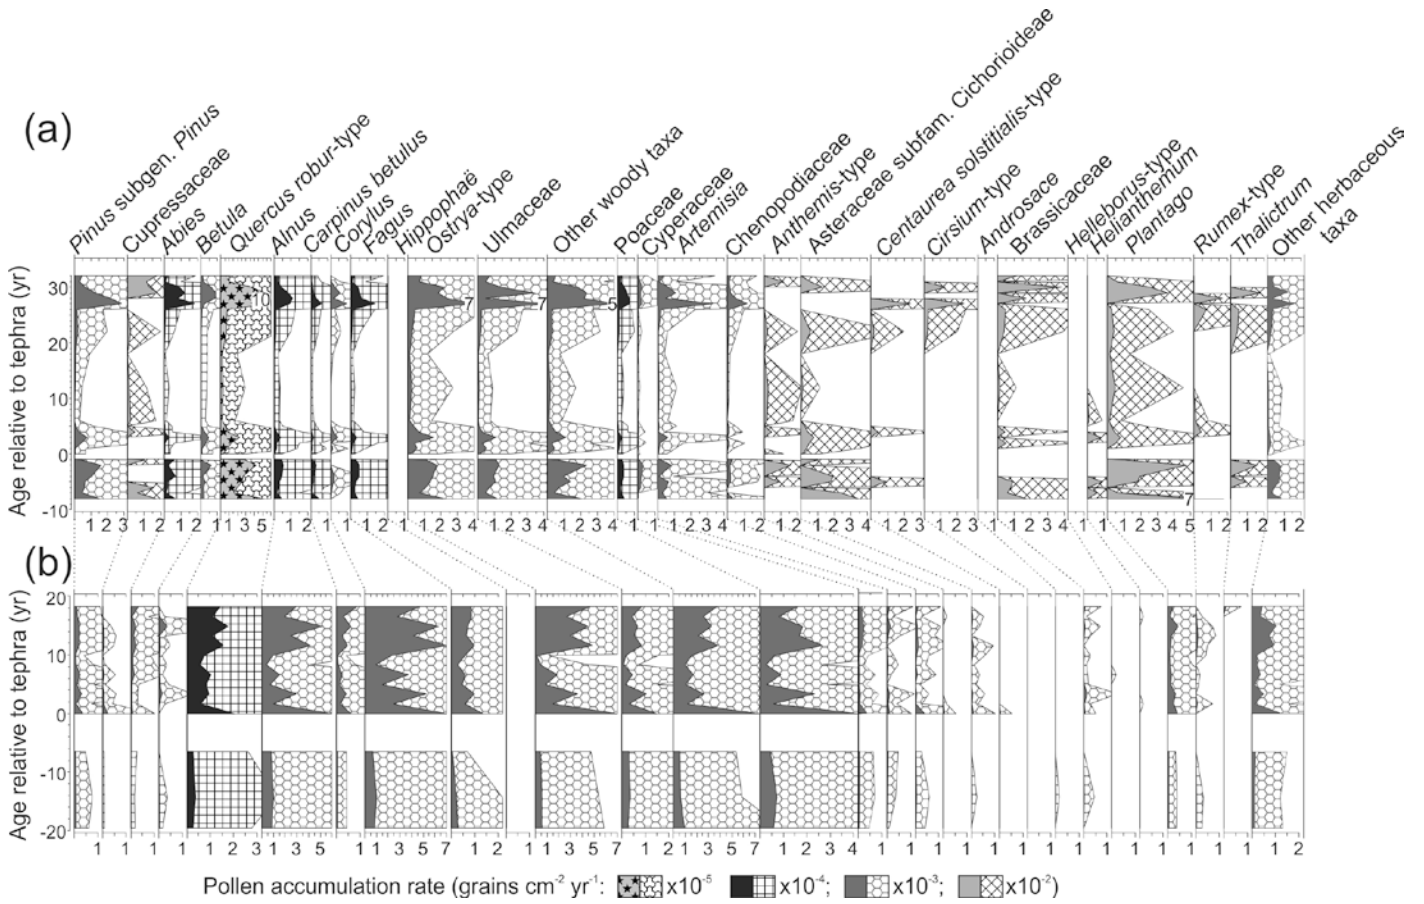 (a)
Pinus subgen. Pinus
Cupressaceae
Abies
Betula
Quercus robur-type
Alnus
Carpinus betulus
Corylus
Fagus
Hippophaë
Ostrya-type
Ulmaceae
Other woody taxa
Poaceae
Cyperaceae
Artemisia
Chenopodiaceae
Anthemis-type
Asteraceae subfam. Cichorioideae
Centaurea solstitialis-type
Cirsium-type
Androsace
Brassicaceae
Helleborus-type
Helianthemum
Plantago
Rumex-type
Thalictrum
Other herbaceous
taxa
Age relative to tephra (yr)
30
20
10
0
-10
10
7
7
5
7
1 2 3 1 2 1 2 1 1 3 5 1 2 1 1 1 2 1 1 2 3 4 1 2 3 4 1 2 3 4 1 1 1 2 3 4 1 2 1 2 1 2 3 4 1 2 3 1 2 3 1 1 2 3 4 1 1 1 2 3 4 5 1 2 1 2 1 2
(b)
Age relative to tephra (yr)
20
10
0
-10
-20
1 1 1 1 1 2 3 1 3 5 1 1 3 5 7 1 2 1 1 3 5 7 1 2 1 3 5 7 1 2 3 4 1 1 1 1 1 1 1 1 1 1 1 1 1 1 2
Pollen accumulation rate (grains cm-2 yr-1: x10-5 x10-4; x10-3; x10-2)